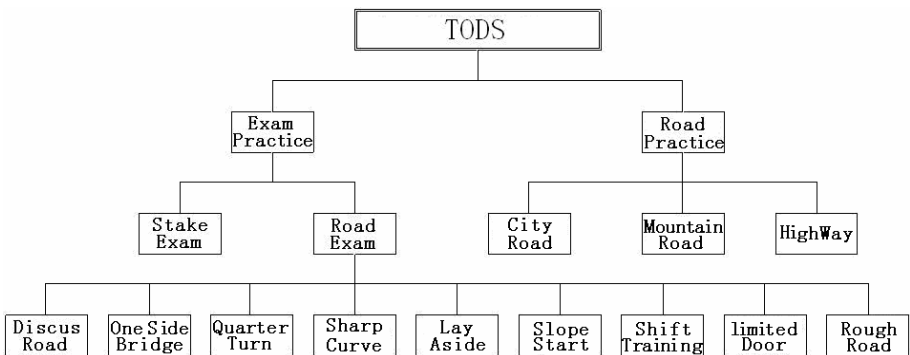 TODS
Exam
Practice
Road
Practice
Stake
Exam
Road
Exam
City
Road
Mountain
Road
HighWay
Discus
Road
One Side
Bridge
Quarter
Turn
Sharp
Curve
Lay
Aside
Slope
Start
Shift
Training
limited
Door
Rough
Road